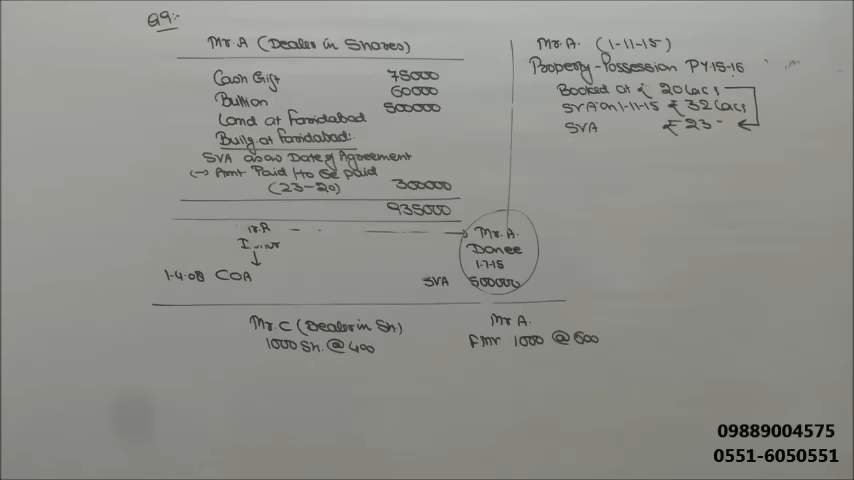 Q9:-
Mr. A (Dealer in Shares)
Cash Gift 75000
Bullion 60000
Land at Faridabad 500000
Build at Faridabad:
SVA as on Date of Agreement
↳ Amt Paid / to be paid
(23-20) 300000
935000
Mr. A. (1-11-15)
Property-Possession PY.15-16
Booked at ₹ 20 lacs
SVA on 1-11-15 ₹ 32 lacs
SVA ₹ 23
Mr. A.
Donee
1-7-15
1-4-08 COA
SVA 500000
Mr. C (Dealer in Sh.)
1000 Sh. @ 400
Mr A.
FMV 1000 @ 600
09889004575
0551-6050551